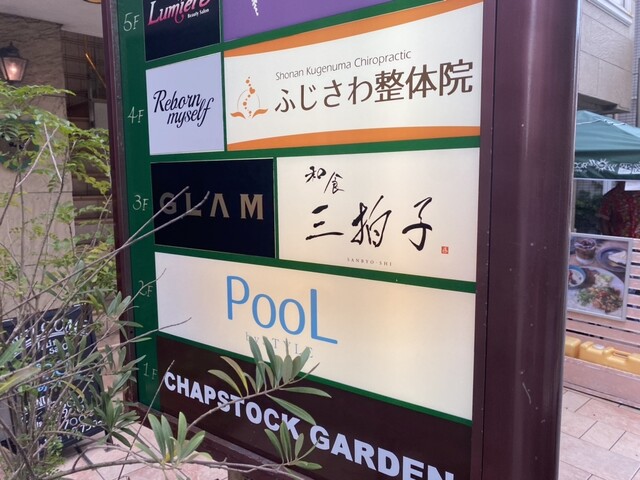 5F
Lumiere
Beauty Salon
4F
Reborn
myself
Shonan Kugenuma Chiropractic
ふじさわ整体院
3F
GLAM
和食
三拍子
SANBYO-SHI
2F
PooL
STYLE
1F
CHAPSTOCK GARDEN